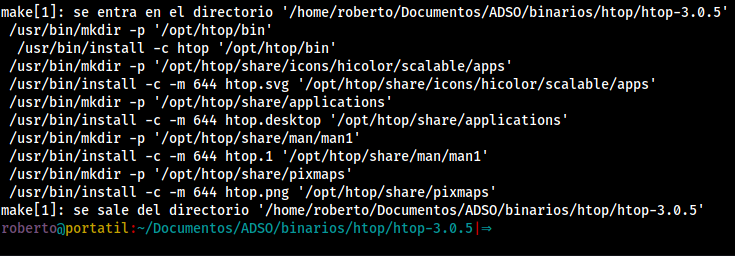 make[1]: se entra en el directorio '/home/roberto/Documentos/ADSO/binarios/htop/htop-3.0.5'
/usr/bin/mkdir -p '/opt/htop/bin'
/usr/bin/install -c htop '/opt/htop/bin'
/usr/bin/mkdir -p '/opt/htop/share/icons/hicolor/scalable/apps'
/usr/bin/install -c -m 644 htop.svg '/opt/htop/share/icons/hicolor/scalable/apps'
/usr/bin/mkdir -p '/opt/htop/share/applications'
/usr/bin/install -c -m 644 htop.desktop '/opt/htop/share/applications'
/usr/bin/mkdir -p '/opt/htop/share/man/man1'
/usr/bin/install -c -m 644 htop.1 '/opt/htop/share/man/man1'
/usr/bin/mkdir -p '/opt/htop/share/pixmaps'
/usr/bin/install -c -m 644 htop.png '/opt/htop/share/pixmaps'
make[1]: se sale del directorio '/home/roberto/Documentos/ADSO/binarios/htop/htop-3.0.5'
roberto@portatil:~/Documentos/ADSO/binarios/htop/htop-3.0.5|⇒